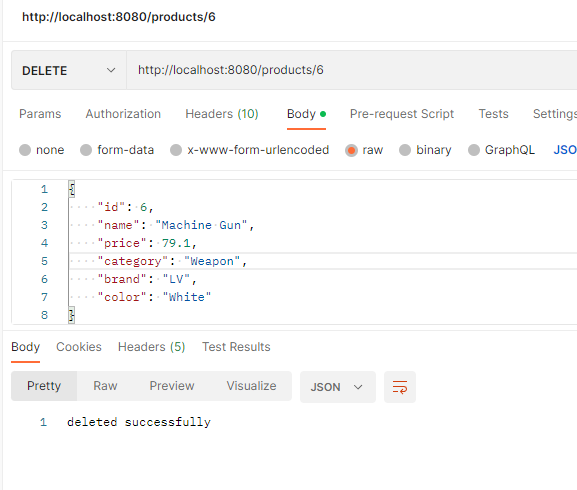 http://localhost:8080/products/6
DELETE http://localhost:8080/products/6
Params Authorization Headers (10) Body Pre-request Script Tests Settings
none form-data x-www-form-urlencoded raw binary GraphQL JSO
1 {
2 "id": 6,
3 "name": "Machine Gun",
4 "price": 79.1,
5 "category": "Weapon",
6 "brand": "LV",
7 "color": "White"
8 }
Body Cookies Headers (5) Test Results
Pretty Raw Preview Visualize JSON
1 deleted successfully